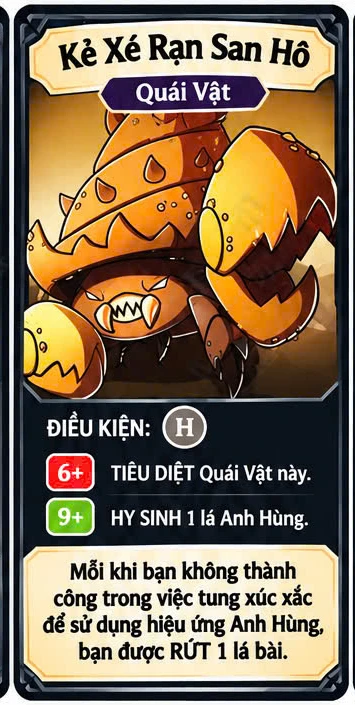 Kẻ Xé Rạn San Hô
Quái Vật
ĐIỀU KIỆN: H
6+ TIÊU DIỆT Quái Vật này.
9+ HY SINH 1 lá Anh Hùng.
Mỗi khi bạn không thành
công trong việc tung xúc xắc
để sử dụng hiệu ứng Anh Hùng,
bạn được RÚT 1 lá bài.